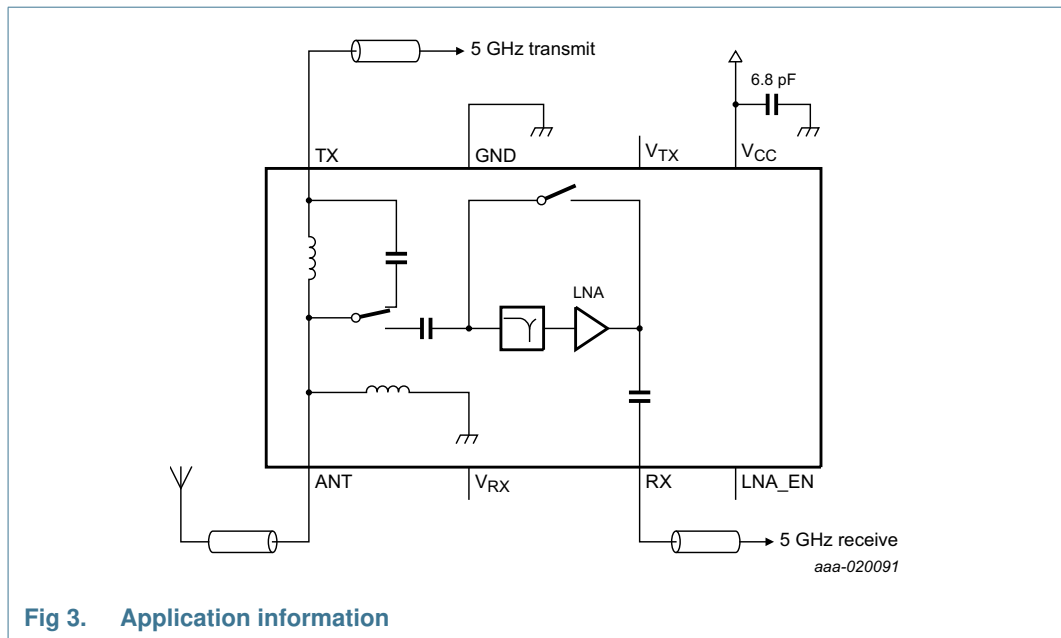 5 GHz transmit
6.8 pF
TX
GND
VTX
VCC
LNA
ANT
VRX
RX
LNA_EN
5 GHz receive
aaa-020091
Fig 3. Application information